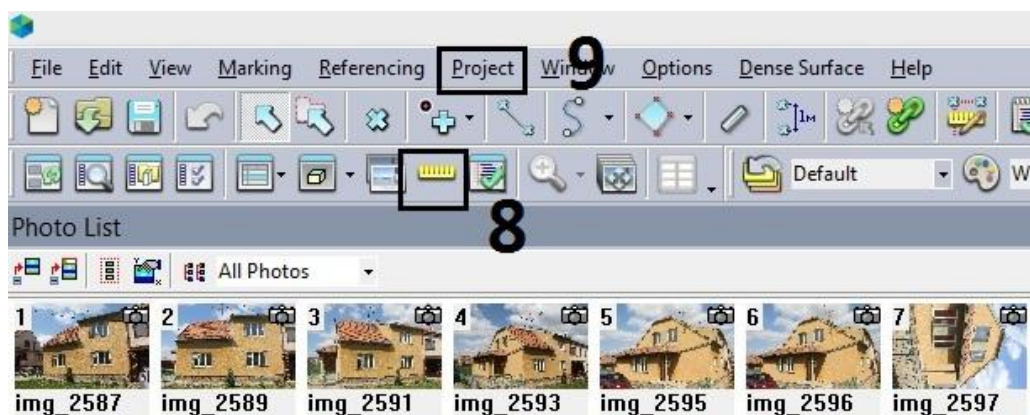 File Edit View Marking Referencing Project Window Options Dense Surface Help
9
1M
Default W
8
Photo List
All Photos
1 2 3 4 5 6 7
img_2587 img_2589 img_2591 img_2593 img_2595 img_2596 img_2597